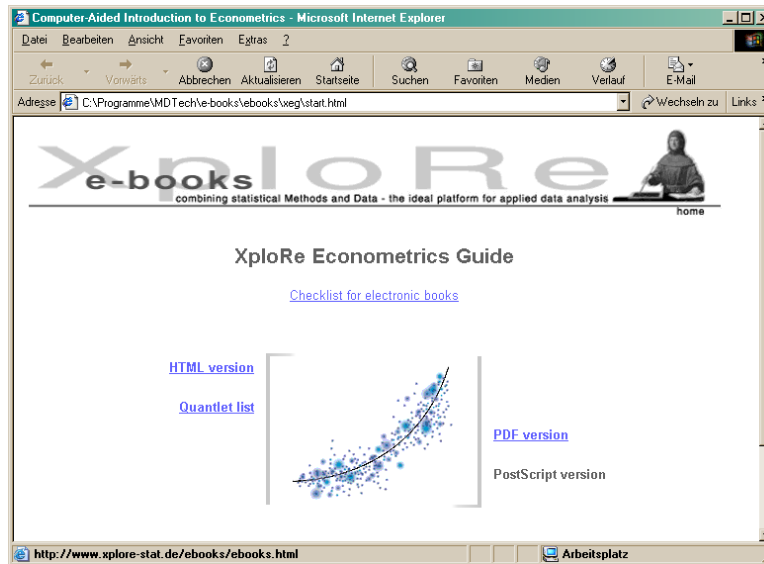 Computer-Aided Introduction to Econometrics - Microsoft Internet Explorer
Datei Bearbeiten Ansicht Favoriten Extras ?
Zurück Vorwärts Abbrechen Aktualisieren Startseite Suchen Favoriten Medien Verlauf E-Mail
Adresse C:\Programme\MDTech\e-books\ebooks\xeg\start.html Wechseln zu Links
XploRe
e-books
combining statistical Methods and Data - the ideal platform for applied data analysis
home
XploRe Econometrics Guide
Checklist for electronic books
HTML version
Quantlet list
PDF version
PostScript version
http://www.xplore-stat.de/ebooks/ebooks.html Arbeitsplatz